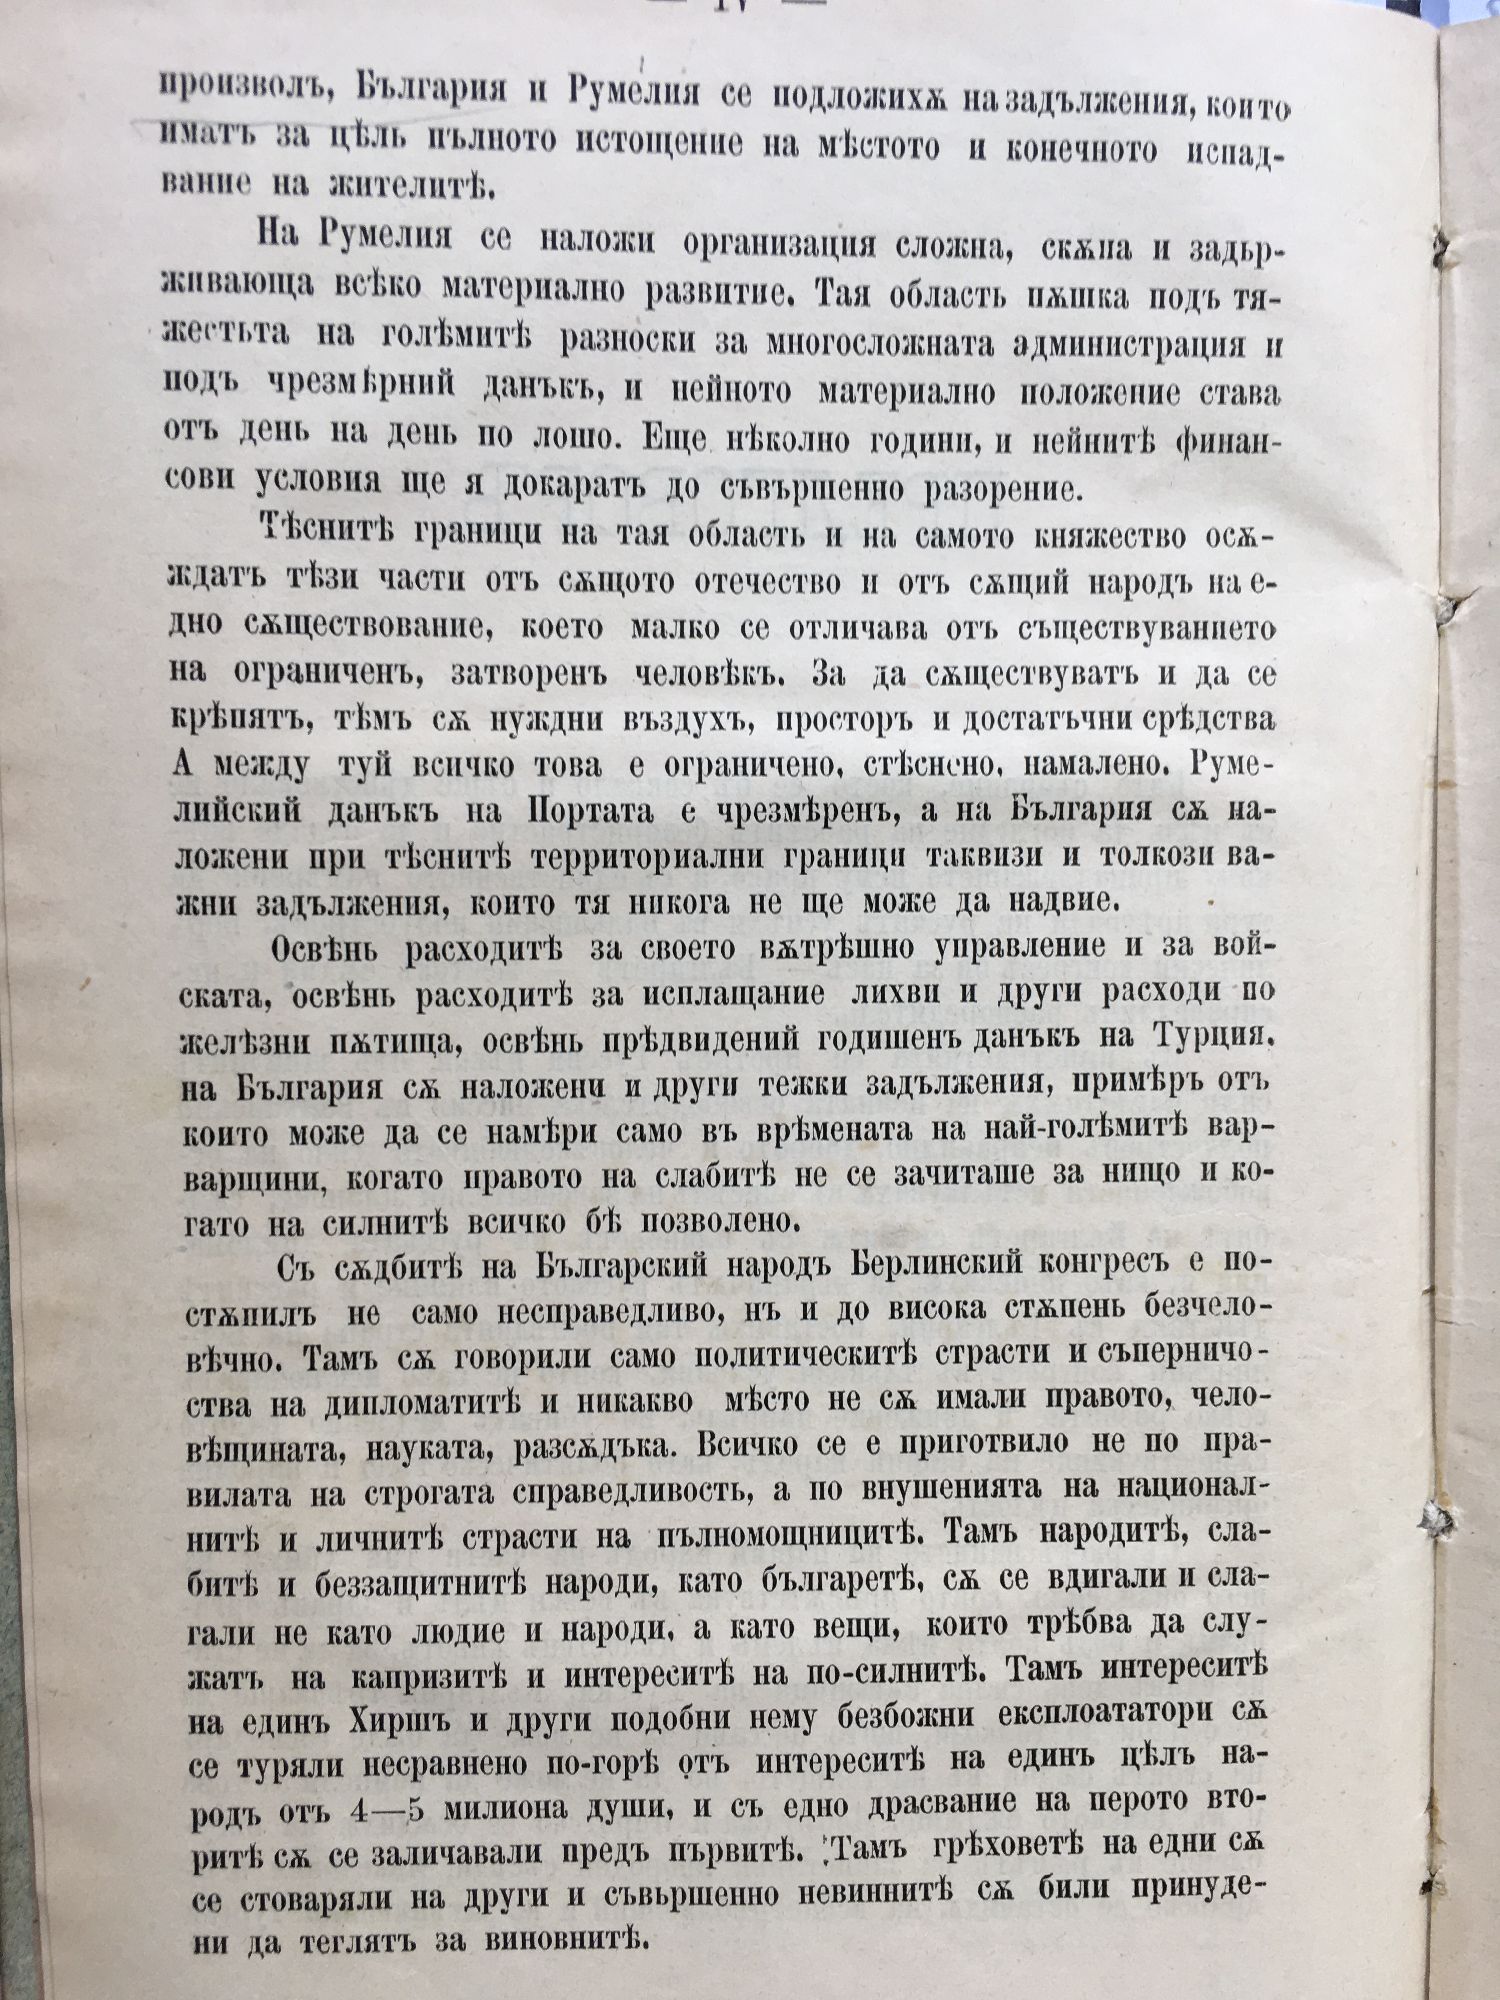 — IV —
произволъ, България и Румелия се подложихѫ на задължения, които
иматъ за цѣль пълното истощение на мѣстото и конечното испад-
вание на жителитѣ.
На Румелия се наложи организация сложна, скѫпа и задър-
живающа всѣко материално развитие. Тая область пѫшка подъ тя-
жестьта на голѣмитѣ разноски за многосложната администрация и
подъ чрезмѣрний данъкъ, и нейното материално положение става
отъ день на день по лошо. Еще нѣколно години, и нейнитѣ финан-
сови условия ще я докаратъ до съвършенно разорение.
Тѣснитѣ граници на тая область и на самото княжество осѫ-
ждатъ тѣзи части отъ сѫщото отечество и отъ сѫщий народъ на е-
дно сѫществование, което малко се отличава отъ съществуванието
на ограниченъ, затворенъ человѣкъ. За да сѫществуватъ и да се
крѣпятъ, тѣмъ сѫ нуждни въздухъ, просторъ и достатъчни срѣдства
А между туй всичко това е ограничено, стѣснено, намалено. Руме-
лийский данъкъ на Портата е чрезмѣренъ, а на България сѫ на-
ложени при тѣснитѣ территориални граници таквизи и толкози ва-
жни задължения, които тя никога не ще може да надвие.
Освѣнь расходитѣ за своето вѫтрѣшно управление и за вой-
ската, освѣнь расходитѣ за исплащание лихви и други расходи по
желѣзни пѫтища, освѣнь прѣдвидений годишенъ данъкъ на Турция.
на България сѫ наложени и други тежки задължения, примѣръ отъ
които може да се намѣри само въ врѣмената на най-голѣмитѣ вар-
варщини, когато правото на слабитѣ не се зачиташе за нищо и ко-
гато на силнитѣ всичко бѣ позволено.
Съ сѫдбитѣ на Българский народъ Берлинский конгресъ е по-
стѫпилъ не само несправедливо, нъ и до висока стѫпень безчело-
вѣчно. Тамъ сѫ говорили само политическитѣ страсти и съперничо-
ства на дипломатитѣ и никакво мѣсто не сѫ имали правото, чело-
вѣщината, науката, разсѫдъка. Всичко се е приготвило не по пра-
вилата на строгата справедливость, а по внушенията на национал-
нитѣ и личнитѣ страсти на пълномощницитѣ. Тамъ народитѣ, сла-
битѣ и беззащитнитѣ народи, като българетѣ, сѫ се вдигали и сла-
гали не като людие и народи, а като вещи, които трѣбва да слу-
жатъ на капризитѣ и интереситѣ на по-силнитѣ. Тамъ интереситѣ
на единъ Хиршъ и други подобни нему безбожни експлоататори сѫ
се туряли несравнено по-горѣ отъ интереситѣ на единъ цѣлъ на-
родъ отъ 4—5 милиона души, и съ едно драсвание на перото вто-
ритѣ сѫ се заличавали предъ първитѣ. Тамъ грѣховетѣ на едни сѫ
се стоваряли на други и съвършенно невиннитѣ сѫ били принуде-
ни да теглятъ за виновнитѣ.